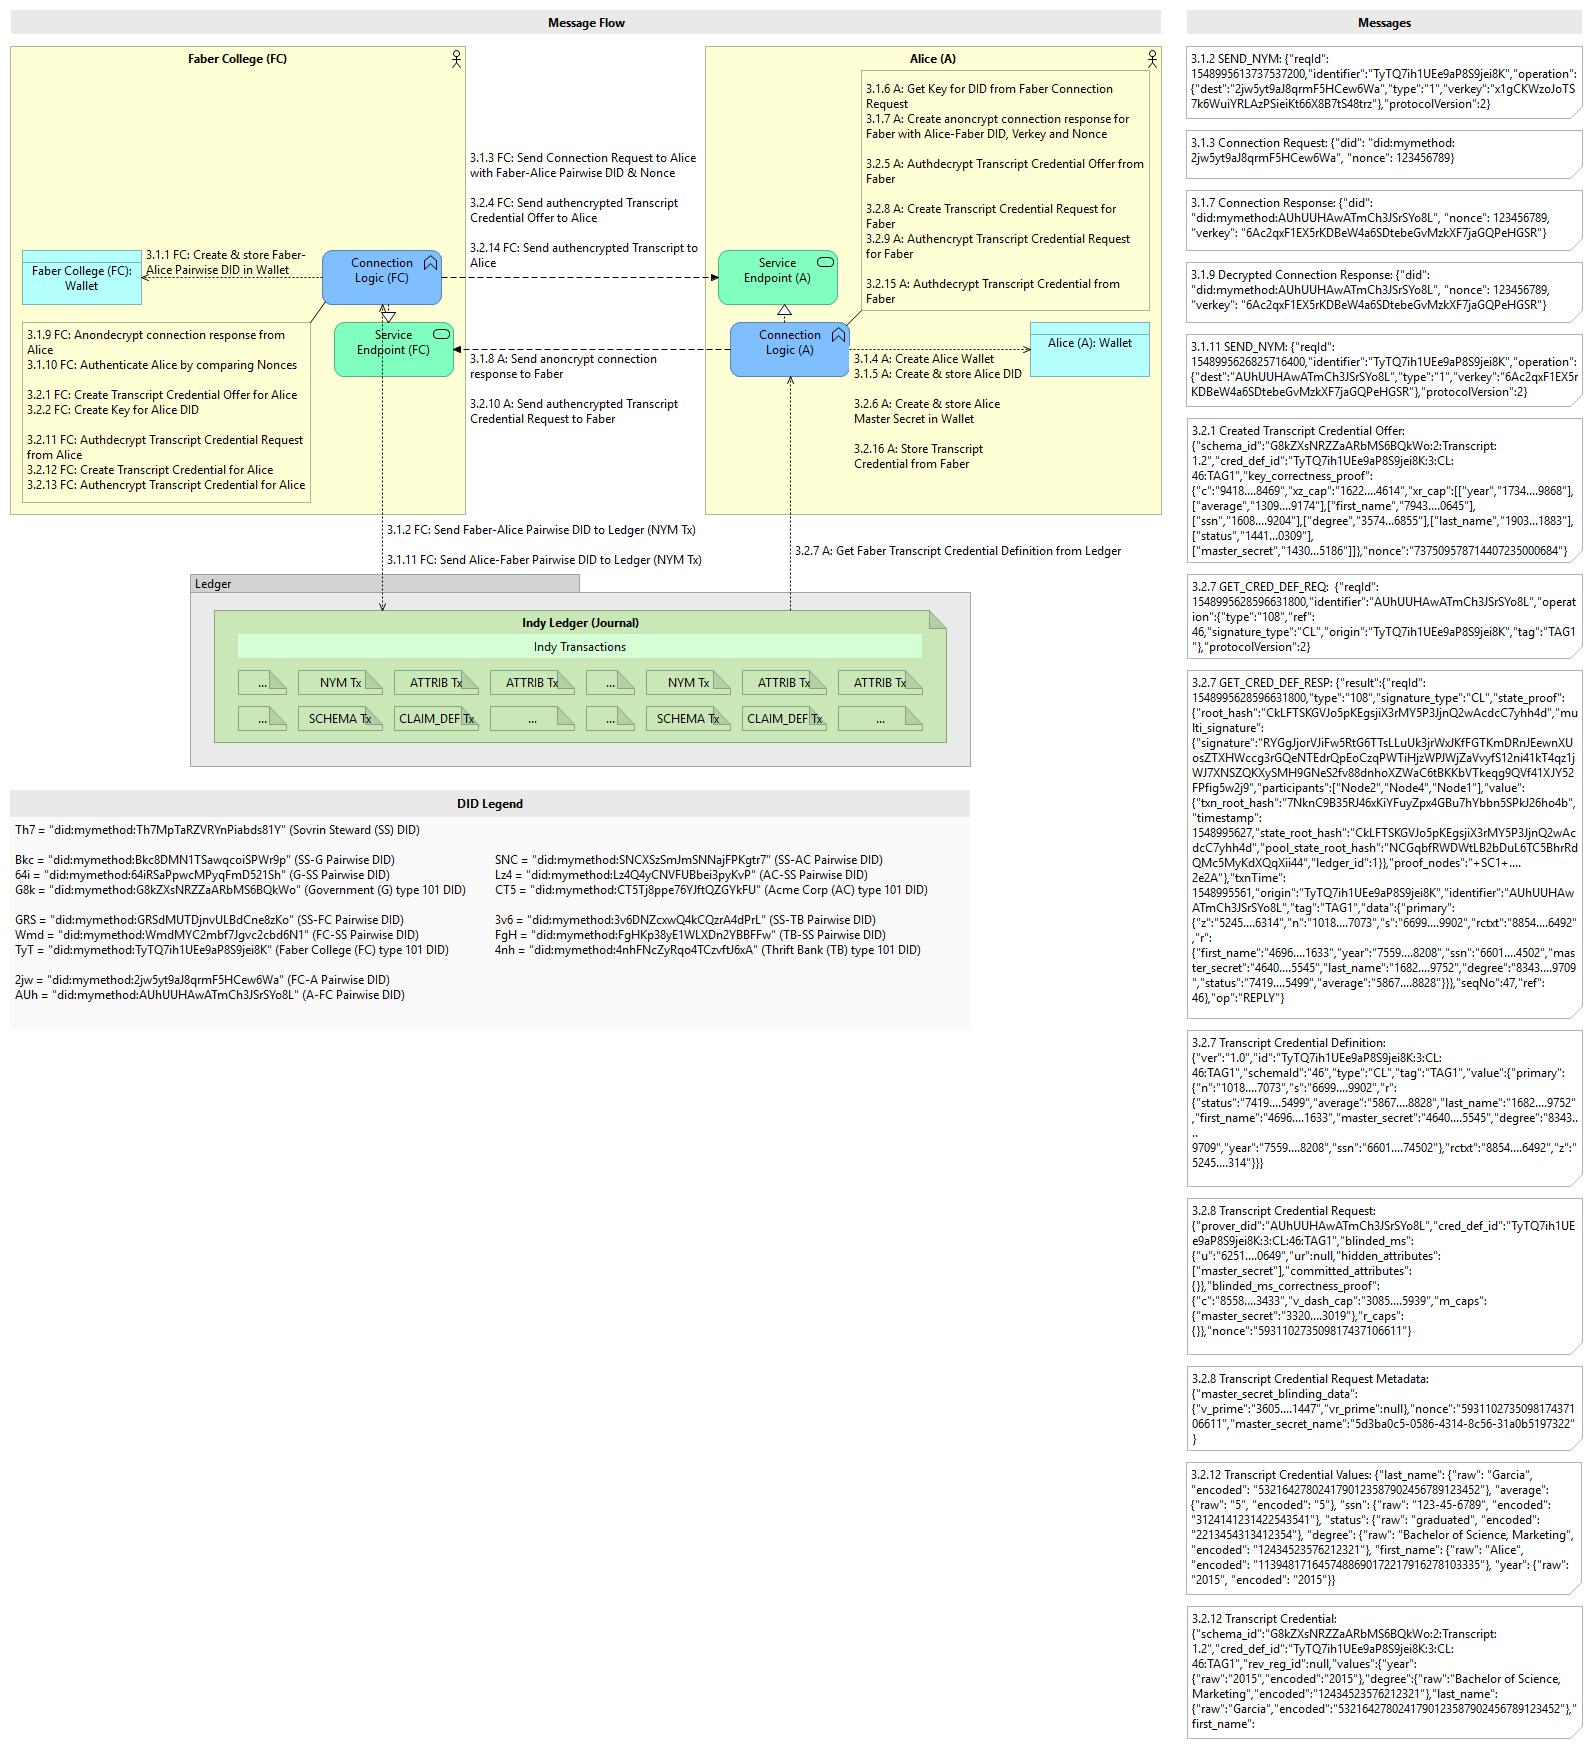 Message Flow
Faber College (FC)
Alice (A)
3.1.6 A: Get Key for DID from Faber Connection
Request
3.1.7 A: Create anoncrypt connection response for
Faber with Alice-Faber DID, Verkey and Nonce
3.2.5 A: Authdecrypt Transcript Credential Offer from
Faber
3.2.8 A: Create Transcript Credential Request for
Faber
3.2.9 A: Authencrypt Transcript Credential Request
for Faber
3.2.15 A: Authdecrypt Transcript Credential from
Faber
3.1.3 FC: Send Connection Request to Alice
with Faber-Alice Pairwise DID & Nonce
3.2.4 FC: Send authencrypted Transcript
Credential Offer to Alice
3.2.14 FC: Send authencrypted Transcript to
Alice
Faber College (FC):
Wallet
3.1.1 FC: Create & store Faber-
Alice Pairwise DID in Wallet
Connection
Logic (FC)
Service
Endpoint (A)
3.1.9 FC: Anondecrypt connection response from
Alice
3.1.10 FC: Authenticate Alice by comparing Nonces
3.2.1 FC: Create Transcript Credential Offer for Alice
3.2.2 FC: Create Key for Alice DID
3.2.11 FC: Authdecrypt Transcript Credential Request
from Alice
3.2.12 FC: Create Transcript Credential for Alice
3.2.13 FC: Authencrypt Transcript Credential for Alice
Service
Endpoint (FC)
3.1.8 A: Send anoncrypt connection
response to Faber
3.2.10 A: Send authencrypted Transcript
Credential Request to Faber
Connection
Logic (A)
3.1.4 A: Create Alice Wallet
3.1.5 A: Create & store Alice DID
3.2.6 A: Create & store Alice
Master Secret in Wallet
3.2.16 A: Store Transcript
Credential from Faber
Alice (A): Wallet
3.1.2 FC: Send Faber-Alice Pairwise DID to Ledger (NYM Tx)
3.1.11 FC: Send Alice-Faber Pairwise DID to Ledger (NYM Tx)
3.2.7 A: Get Faber Transcript Credential Definition from Ledger
Ledger
Indy Ledger (Journal)
Indy Transactions
... NYM Tx ATTRIB Tx ATTRIB Tx ... NYM Tx ATTRIB Tx ATTRIB Tx
... SCHEMA Tx CLAIM_DEF Tx ... ... SCHEMA Tx CLAIM_DEF Tx ...
DID Legend
Th7 = "did:mymethod:Th7MpTaRZVRYnPiabds81Y" (Sovrin Steward (SS) DID)
Bkc = "did:mymethod:Bkc8DMN1TSawqcoiSPWr9p" (SS-G Pairwise DID)
64i = "did:mymethod:64iRSaPpwcMPyqFmD521Sh" (G-SS Pairwise DID)
G8k = "did:mymethod:G8kZXsNRZZaARbMS6BQkWo" (Government (G) type 101 DID)
GRS = "did:mymethod:GRSdMUTDjnvULBdCne8zKo" (SS-FC Pairwise DID)
Wmd = "did:mymethod:WmdMYC2mbf7Jgvc2cbd6N1" (FC-SS Pairwise DID)
TyT = "did:mymethod:TyTQ7ih1UEe9aP8S9jei8K" (Faber College (FC) type 101 DID)
2jw = "did:mymethod:2jw5yt9aJ8qrmF5HCew6Wa" (FC-A Pairwise DID)
AUh = "did:mymethod:AUhUUHAwATmCh3JSrSYo8L" (A-FC Pairwise DID)
SNC = "did:mymethod:SNCXSzSmJmSNNajFPKgtr7" (SS-AC Pairwise DID)
Lz4 = "did:mymethod:Lz4Q4yCNVFUBbei3pyKvP" (AC-SS Pairwise DID)
CT5 = "did:mymethod:CT5Tj8ppe76YJftQZGYkFU" (Acme Corp (AC) type 101 DID)
3v6 = "did:mymethod:3v6DNZcxwQ4kCQzrA4dPrL" (SS-TB Pairwise DID)
FgH = "did:mymethod:FgHKp38yE1WLXDn2YBBFFw" (TB-SS Pairwise DID)
4nh = "did:mymethod:4nhFNcZyRqo4TCzvftJ6xA" (Thrift Bank (TB) type 101 DID)
Messages
3.1.2 SEND_NYM: {"reqId":
1548995613737537200,"identifier":"TyTQ7ih1UEe9aP8S9jei8K","operation":
{"dest":"2jw5yt9aJ8qrmF5HCew6Wa","type":"1","verkey":"x1gCKWzoJoTS
7k6WuiYRLAzPSieiKt66X8B7tS48trz"},"protocolVersion":2}
3.1.3 Connection Request: {"did": "did:mymethod:
2jw5yt9aJ8qrmF5HCew6Wa", "nonce": 123456789}
3.1.7 Connection Response: {"did":
"did:mymethod:AUhUUHAwATmCh3JSrSYo8L", "nonce": 123456789,
"verkey": "6Ac2qxF1EX5rKDBeW4a6SDtebeGvMzkXF7jaGQPeHGSR"}
3.1.9 Decrypted Connection Response: {"did":
"did:mymethod:AUhUUHAwATmCh3JSrSYo8L", "nonce": 123456789,
"verkey": "6Ac2qxF1EX5rKDBeW4a6SDtebeGvMzkXF7jaGQPeHGSR"}
3.1.11 SEND_NYM: {"reqId":
1548995626825716400,"identifier":"TyTQ7ih1UEe9aP8S9jei8K","operation":
{"dest":"AUhUUHAwATmCh3JSrSYo8L","type":"1","verkey":"6Ac2qxF1EX5r
KDBeW4a6SDtebeGvMzkXF7jaGQPeHGSR"},"protocolVersion":2}
3.2.1 Created Transcript Credential Offer:
{"schema_id":"G8kZXsNRZZaARbMS6BQkWo:2:Transcript:
1.2","cred_def_id":"TyTQ7ih1UEe9aP8S9jei8K:3:CL:
46:TAG1","key_correctness_proof":
{"c":"9418....8469","xz_cap":"1622....4614","xr_cap":[["year","1734....9868"],
["average","1309....9174"],["first_name","7943....0645"],
["ssn","1608....9204"],["degree","3574...6855"],["last_name","1903...1883"],
["status","1441...0309"],
["master_secret","1430...5186"]]},"nonce":"737509578714407235000684"}
3.2.7 GET_CRED_DEF_REQ:  {"reqId":
1548995628596631800,"identifier":"AUhUUHAwATmCh3JSrSYo8L","operat
ion":{"type":"108","ref":
46,"signature_type":"CL","origin":"TyTQ7ih1UEe9aP8S9jei8K","tag":"TAG1
"},"protocolVersion":2}
3.2.7 GET_CRED_DEF_RESP: {"result":{"reqId":
1548995628596631800,"type":"108","signature_type":"CL","state_proof":
{"root_hash":"CkLFTSKGVJo5pKEgsjiX3rMY5P3JjnQ2wAcdcC7yhh4d","mu
lti_signature":
{"signature":"RYGgJjorVJiFw5RtG6TTsLLuUk3jrWxJKfFGTKmDRnJEewnXU
osZTXHWccg3rGQeNTEdrQpEoCzqPWTiHjzWPJWjZaVvyfS12ni41kT4qz1j
WJ7XNSZQKXySMH9GNeS2fv88dnhoXZWaC6tBKKbVTkeqg9QVf41XJY52
FPfig5w2j9","participants":["Node2","Node4","Node1"],"value":
{"txn_root_hash":"7NknC9B35RJ46xKiYFuyZpx4GBu7hYbbn5SPkJ26ho4b",
"timestamp":
1548995627,"state_root_hash":"CkLFTSKGVJo5pKEgsjiX3rMY5P3JjnQ2wAc
dcC7yhh4d","pool_state_root_hash":"NCGqbfRWDWtLB2bDuL6TC5BhrRd
QMc5MyKdXQqXii44","ledger_id":1}},"proof_nodes":"+SC1+....
2e2A"},"txnTime":
1548995561,"origin":"TyTQ7ih1UEe9aP8S9jei8K","identifier":"AUhUUHAw
ATmCh3JSrSYo8L","tag":"TAG1","data":{"primary":
{"z":"5245....6314","n":"1018....7073","s":"6699....9902","rctxt":"8854....6492",
"r":
{"first_name":"4696....1633","year":"7559....8208","ssn":"6601....4502","mas
ter_secret":"4640....5545","last_name":"1682....9752","degree":"8343....9709
","status":"7419....5499","average":"5867....8828"}}},"seqNo":47,"ref":
46},"op":"REPLY"}
3.2.7 Transcript Credential Definition:
{"ver":"1.0","id":"TyTQ7ih1UEe9aP8S9jei8K:3:CL:
46:TAG1","schemaId":"46","type":"CL","tag":"TAG1","value":{"primary":
{"n":"1018....7073","s":"6699....9902","r":
{"status":"7419....5499","average":"5867....8828","last_name":"1682....9752"
,"first_name":"4696....1633","master_secret":"4640....5545","degree":"8343..
..
9709","year":"7559....8208","ssn":"6601....74502"},"rctxt":"8854....6492","z":"
5245....314"}}}
3.2.8 Transcript Credential Request:
{"prover_did":"AUhUUHAwATmCh3JSrSYo8L","cred_def_id":"TyTQ7ih1UE
e9aP8S9jei8K:3:CL:46:TAG1","blinded_ms":
{"u":"6251....0649","ur":null,"hidden_attributes":
["master_secret"],"committed_attributes":
{}},"blinded_ms_correctness_proof":
{"c":"8558....3433","v_dash_cap":"3085....5939","m_caps":
{"master_secret":"3320....3019"},"r_caps":
{}},"nonce":"593110273509817437106611"}
3.2.8 Transcript Credential Request Metadata:
{"master_secret_blinding_data":
{"v_prime":"3605....1447","vr_prime":null},"nonce":"5931102735098174371
06611","master_secret_name":"5d3ba0c5-0586-4314-8c56-31a0b5197322"
}
3.2.12 Transcript Credential Values: {"last_name": {"raw": "Garcia",
"encoded": "5321642780241790123587902456789123452"}, "average":
{"raw": "5", "encoded": "5"}, "ssn": {"raw": "123-45-6789", "encoded":
"3124141231422543541"}, "status": {"raw": "graduated", "encoded":
"2213454313412354"}, "degree": {"raw": "Bachelor of Science, Marketing",
"encoded": "12434523576212321"}, "first_name": {"raw": "Alice",
"encoded": "1139481716457488690172217916278103335"}, "year": {"raw":
"2015", "encoded": "2015"}}
3.2.12 Transcript Credential:
{"schema_id":"G8kZXsNRZZaARbMS6BQkWo:2:Transcript:
1.2","cred_def_id":"TyTQ7ih1UEe9aP8S9jei8K:3:CL:
46:TAG1","rev_reg_id":null,"values":{"year":
{"raw":"2015","encoded":"2015"},"degree":{"raw":"Bachelor of Science,
Marketing","encoded":"12434523576212321"},"last_name":
{"raw":"Garcia","encoded":"5321642780241790123587902456789123452"},"
first_name":